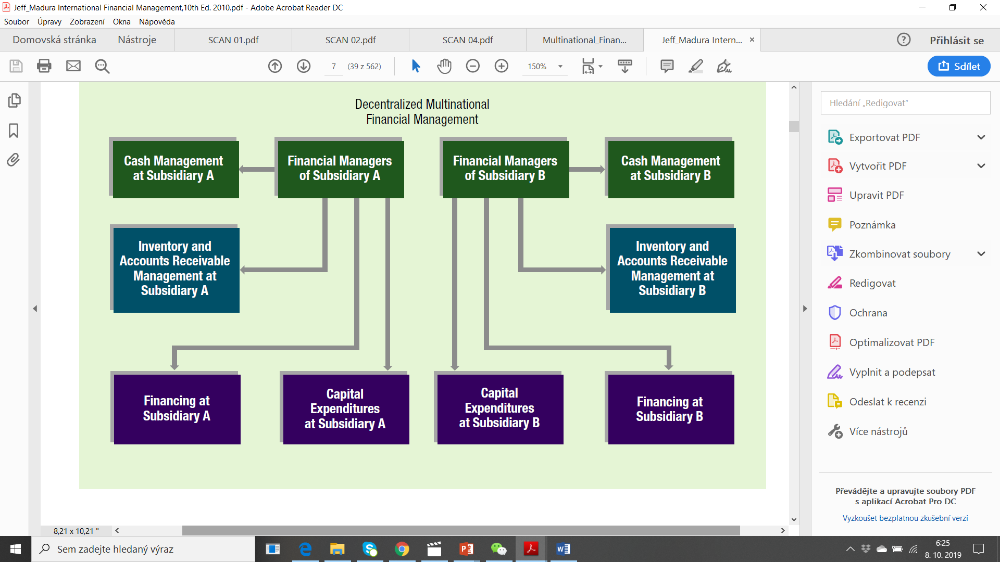 Jeff_Madura International Financial Management,10th Ed. 2010.pdf - Adobe Acrobat Reader DC
Soubor Úpravy Zobrazení Okna Nápověda
Domovská stránka Nástroje SCAN 01.pdf SCAN 02.pdf SCAN 04.pdf Multinational_Finan... Jeff_Madura Intern... × Přihlásit se
7 (39 z 562) 150% Sdílet
Decentralized Multinational
Financial Management
Cash Management
at Subsidiary A
Financial Managers
of Subsidiary A
Financial Managers
of Subsidiary B
Cash Management
at Subsidiary B
Inventory and
Accounts Receivable
Management at
Subsidiary A
Inventory and
Accounts Receivable
Management at
Subsidiary B
Financing at
Subsidiary A
Capital
Expenditures
at Subsidiary A
Capital
Expenditures
at Subsidiary B
Financing at
Subsidiary B
8,21 x 10,21 "
Hledání „Redigovat“
Exportovat PDF
Vytvořit PDF
Upravit PDF
Poznámka
Zkombinovat soubory
Redigovat
Ochrana
Optimalizovat PDF
Vyplnit a podepsat
Odeslat k recenzi
Více nástrojů
Převádějte a upravujte soubory PDF
s aplikací Acrobat Pro DC
Vyzkoušet bezplatnou zkušební verzi
Sem zadejte hledaný výraz
6:25
8. 10. 2019